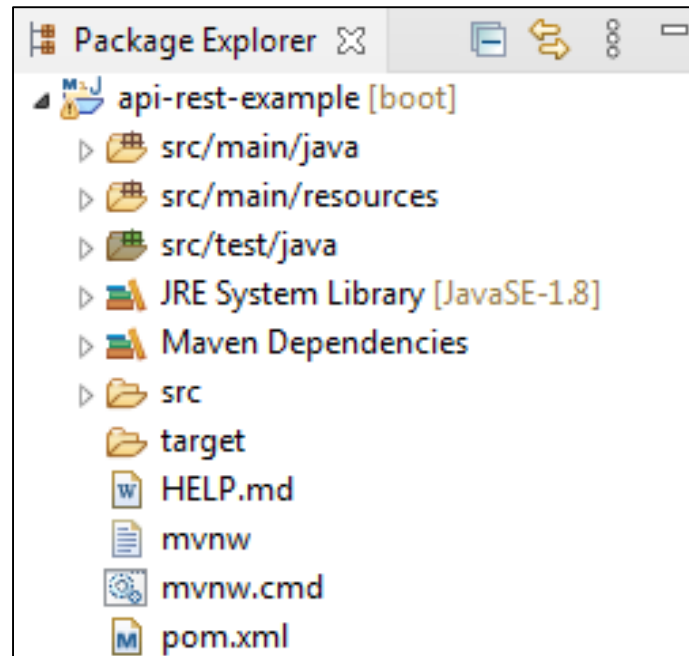 Package Explorer
api-rest-example [boot]
src/main/java
src/main/resources
src/test/java
JRE System Library [JavaSE-1.8]
Maven Dependencies
src
target
HELP.md
mvnw
mvnw.cmd
pom.xml